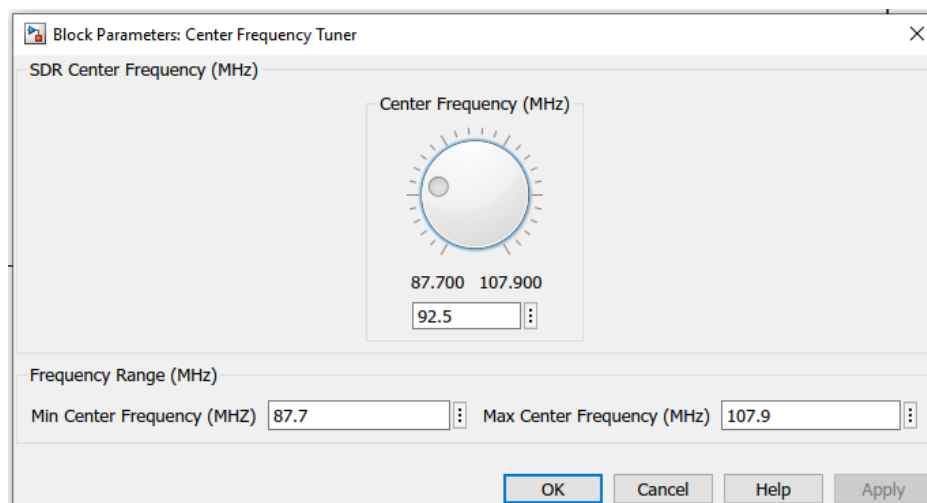 Block Parameters: Center Frequency Tuner
SDR Center Frequency (MHz)
Center Frequency (MHz)
87.700 107.900
92.5
Frequency Range (MHz)
Min Center Frequency (MHZ) 87.7 Max Center Frequency (MHz) 107.9
OK Cancel Help Apply